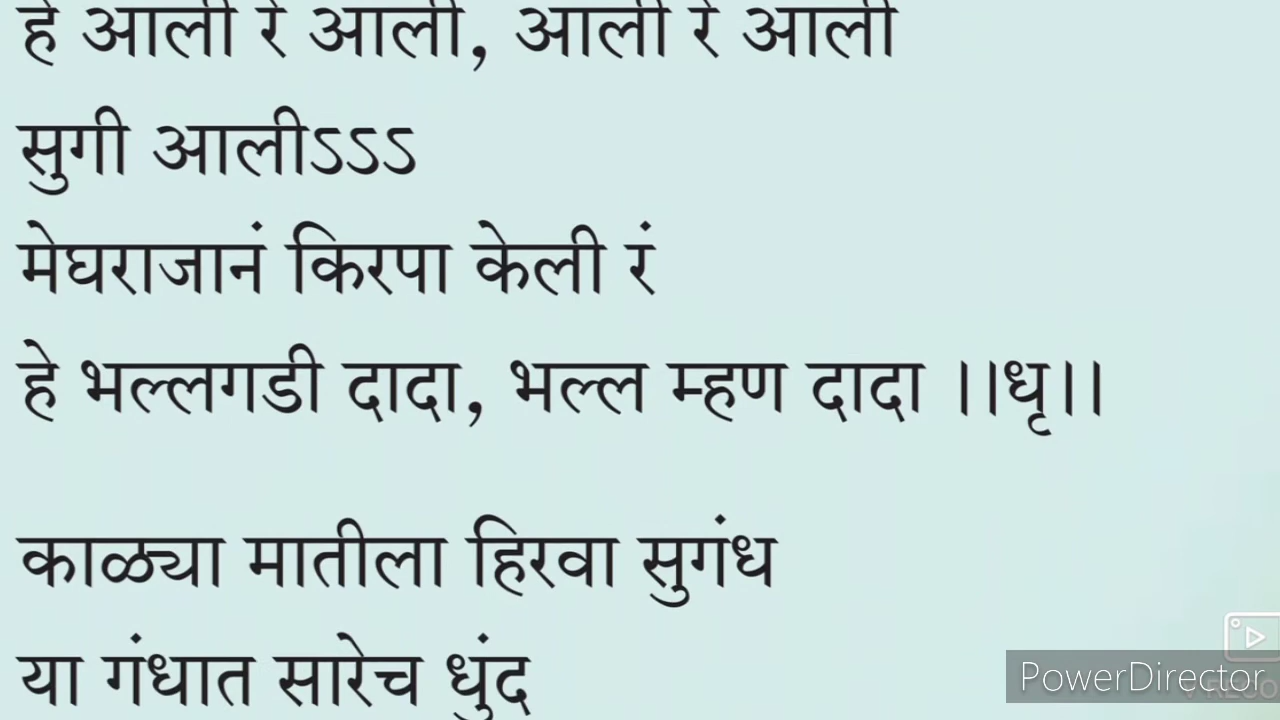 हे आली रे आली, आली रे आली
सुगी आलीऽऽऽ
मेघराजानं किरपा केली रं
हे भल्लगडी दादा, भल्ल म्हण दादा ।।धृ।।
काळ्या मातीला हिरवा सुगंध
या गंधात सारेच धुंद
PowerDirector